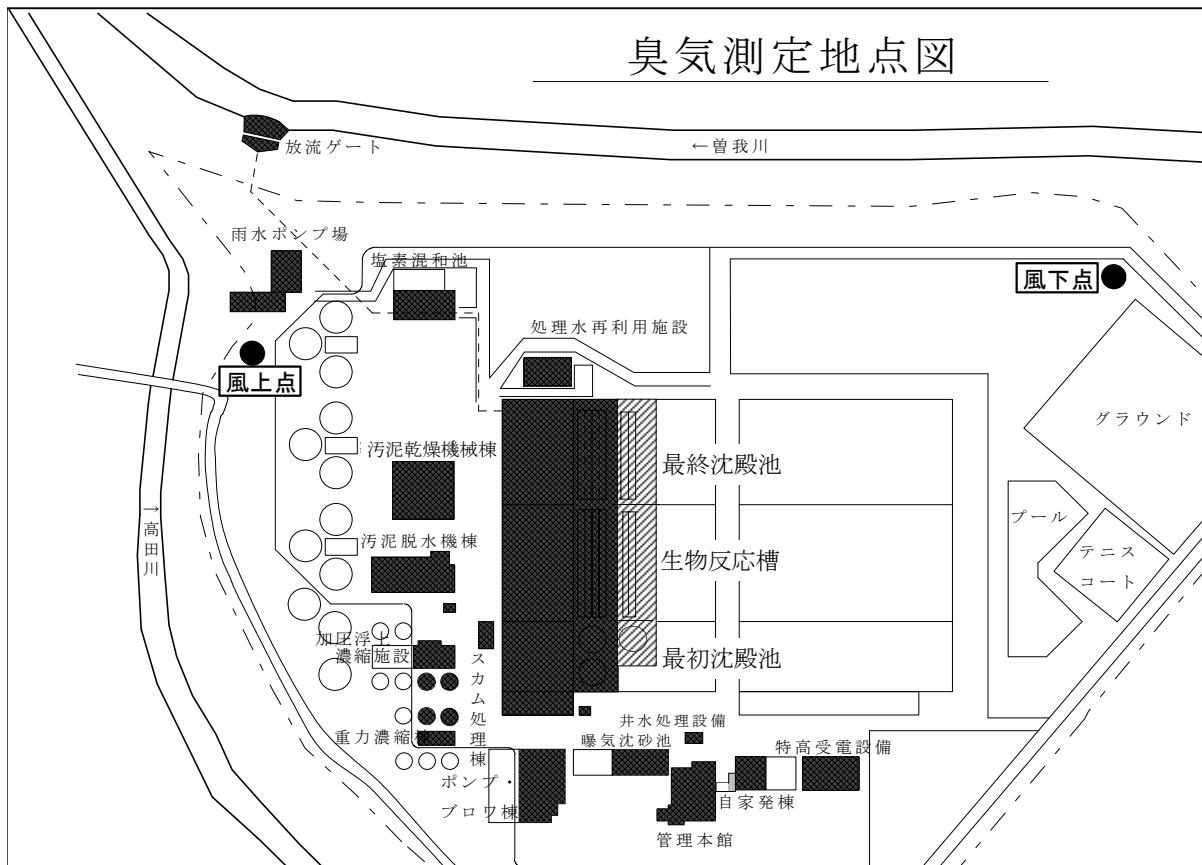 臭気測定地点図
←曽我川
放流ゲート
雨水ポンプ場
塩素混和池
風下点
処理水再利用施設
風上点
グラウンド
汚泥乾燥機械棟
最終沈殿池
→高田川
プール
汚泥脱水機棟
生物反応槽
テニス
コート
加圧浮上
濃縮施設
スカム処理棟
最初沈殿池
井水処理設備
重力濃縮棟
曝気沈砂池
特高受電設備
ポンプ・
ブロワ棟
自家発棟
管理本館